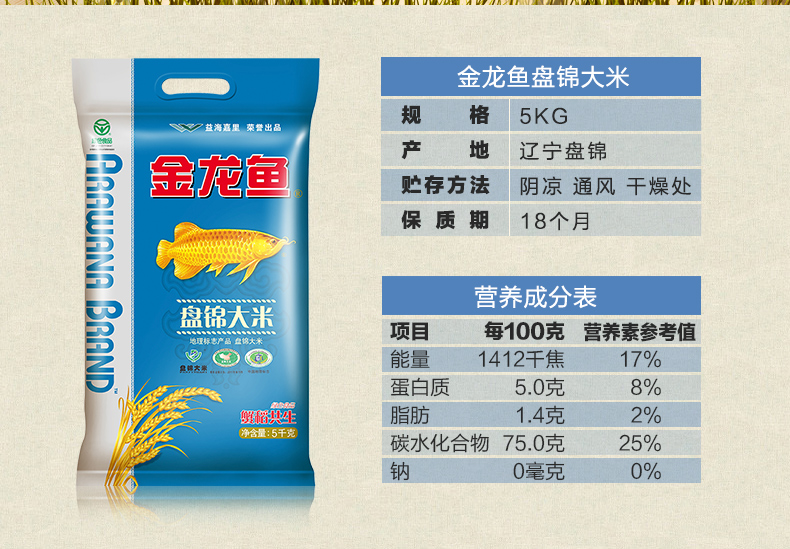 益海嘉里 荣誉出品
金龙鱼
ARAWANA BRAND
盘锦大米
地理标志产品 盘锦大米
盘锦大米
蟹稻共生
净含量:5千克
金龙鱼盘锦大米
规 格 5KG
产 地 辽宁盘锦
贮存方法 阴凉 通风 干燥处
保质期 18个月
营养成分表
项目 每100克 营养素参考值
能量 1412千焦 17%
蛋白质 5.0克 8%
脂肪 1.4克 2%
碳水化合物 75.0克 25%
钠 0毫克 0%